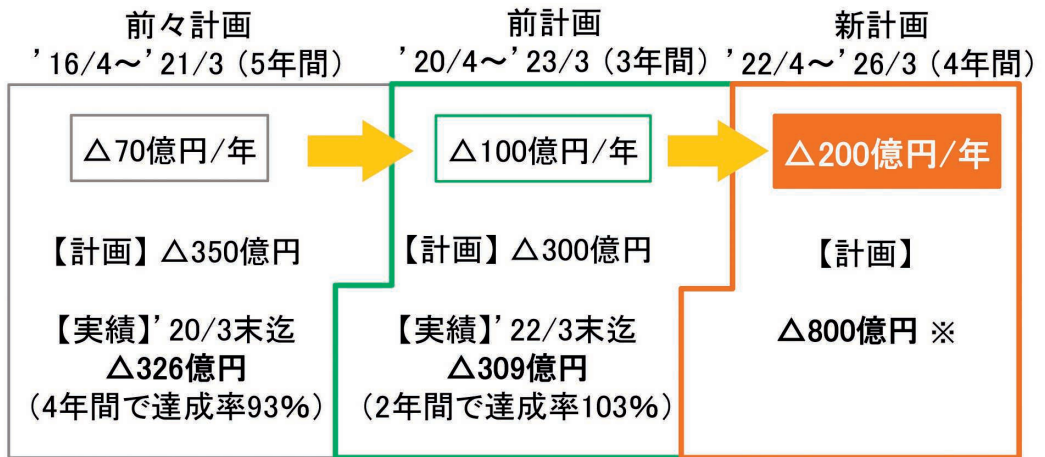 前々計画
’16/4～’21/3（5年間）
△70億円/年
【計画】△350億円
【実績】’20/3末迄
△326億円
（4年間で達成率93%）
前計画
’20/4～’23/3（3年間）
△100億円/年
【計画】△300億円
【実績】’22/3末迄
△309億円
（2年間で達成率103%）
新計画
’22/4～’26/3（4年間）
△200億円/年
【計画】
△800億円 ※